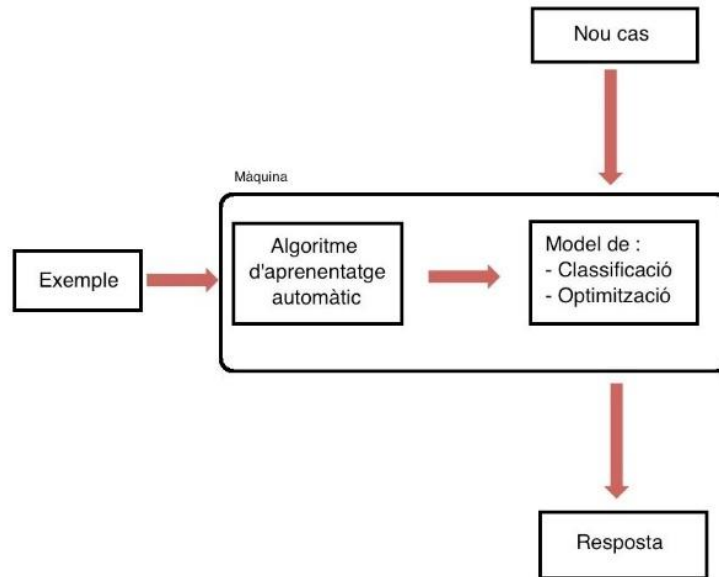 Nou cas
Màquina
Exemple
Algoritme
d'aprenentatge
automàtic
Model de :
- Classificació
- Optimització
Resposta